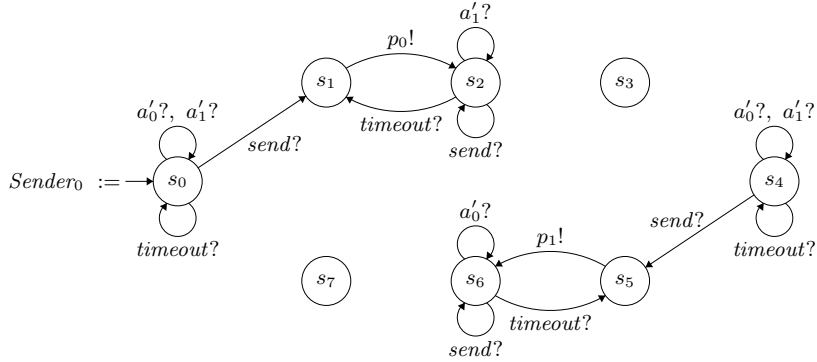 a′₁?
p₀!
s₁
s₂
s₃
timeout?
a′₀?, a′₁?
send?
send?
a′₀?, a′₁?
Sender₀ :=
s₀
s₄
timeout?
a′₀?
send?
p₁!
timeout?
s₇
s₆
s₅
timeout?
send?